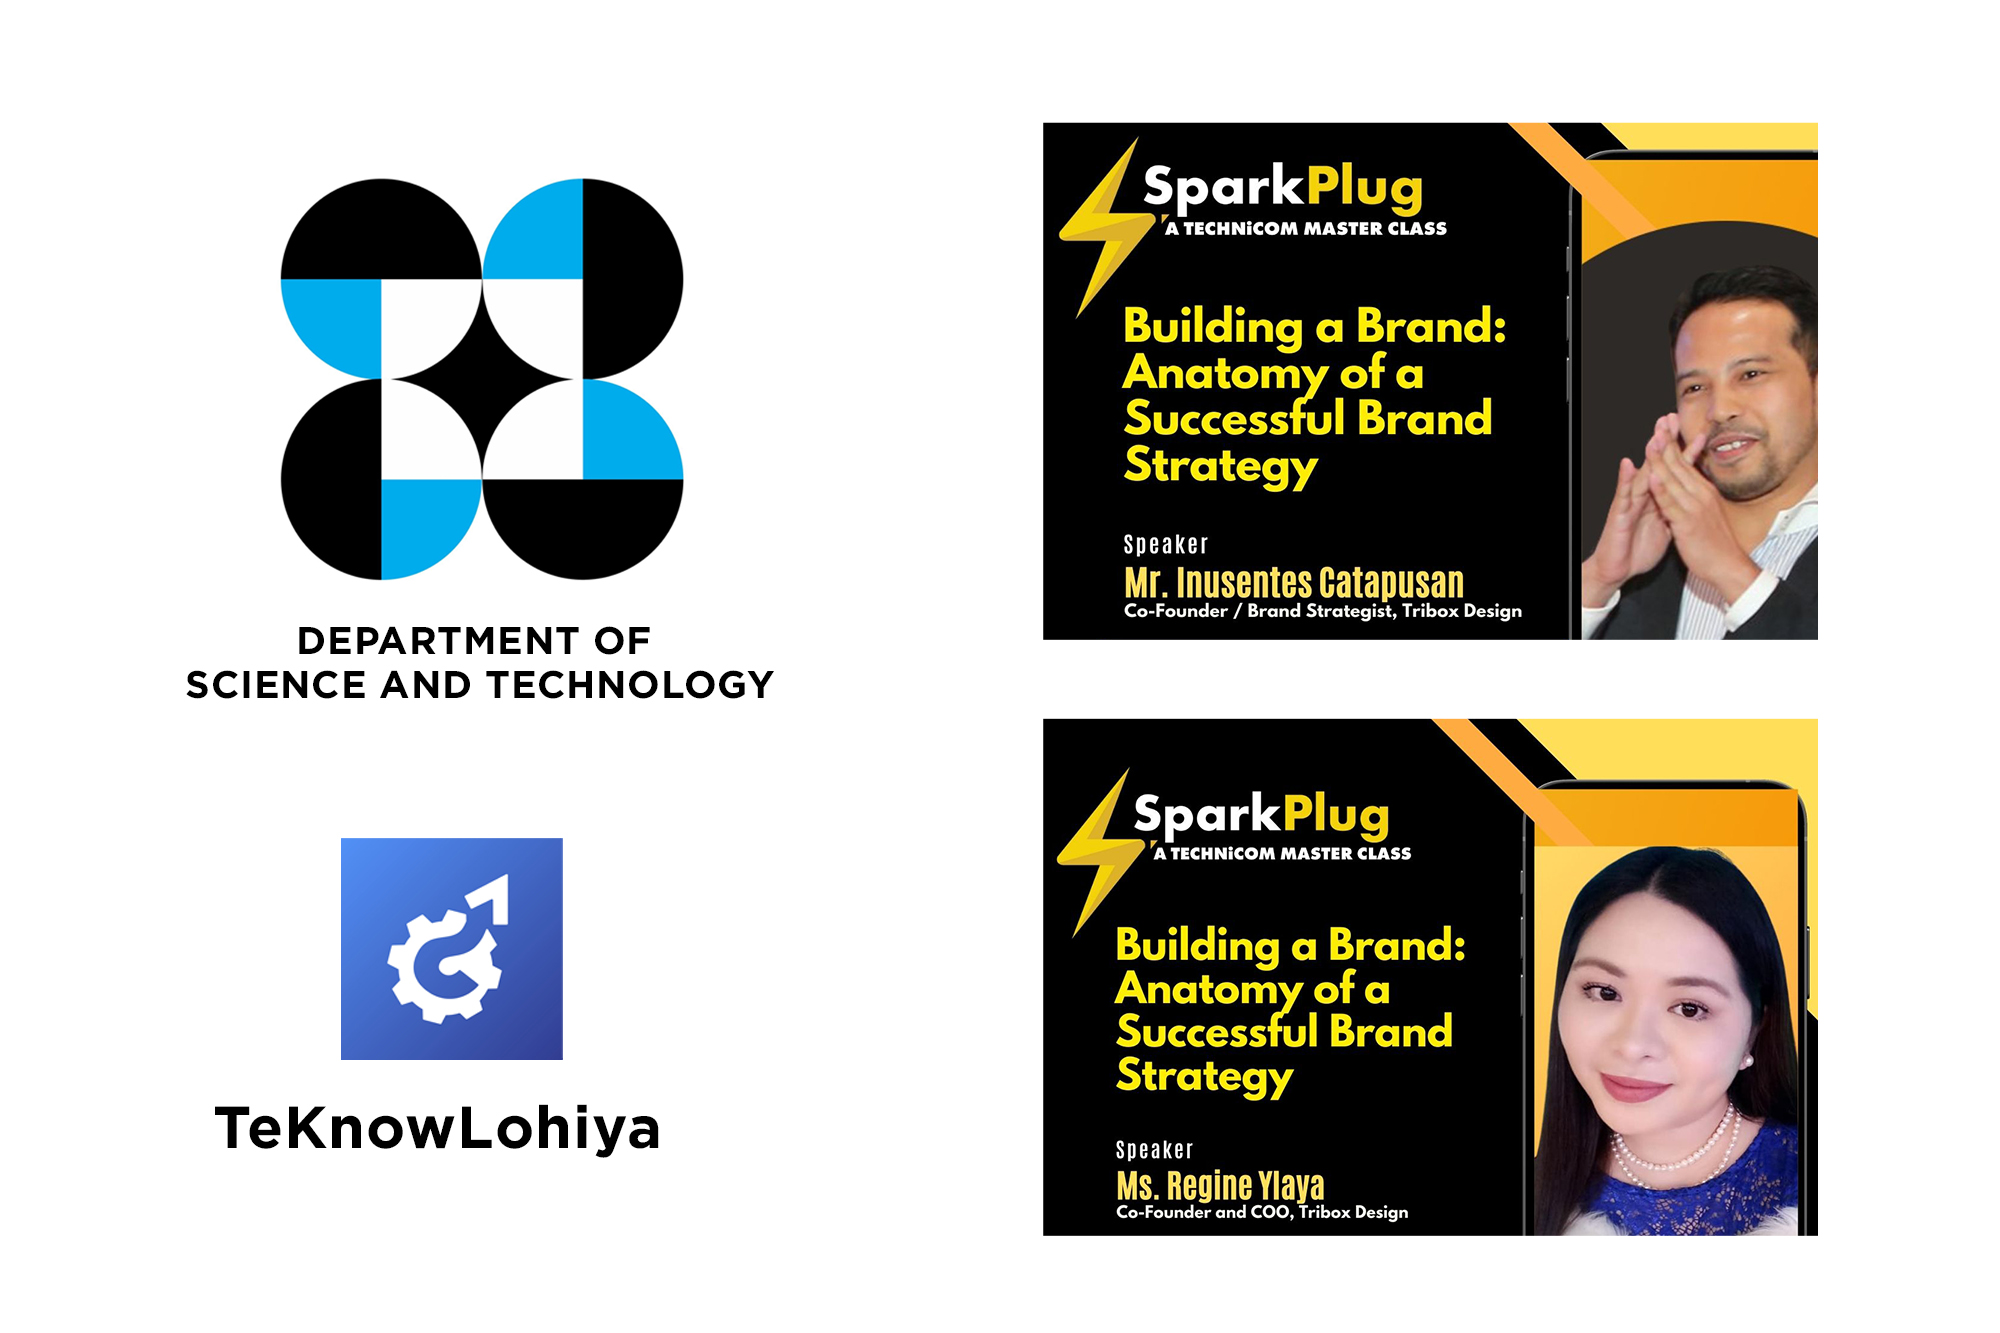 DEPARTMENT OF
SCIENCE AND TECHNOLOGY
TeKnowLohiya
SparkPlug
A TECHNiCOM MASTER CLASS
Building a Brand:
Anatomy of a
Successful Brand
Strategy
Speaker
Mr. Inusentes Catapusan
Co-Founder / Brand Strategist, Tribox Design
SparkPlug
A TECHNiCOM MASTER CLASS
Building a Brand:
Anatomy of a
Successful Brand
Strategy
Speaker
Ms. Regine Ylaya
Co-Founder and COO, Tribox Design